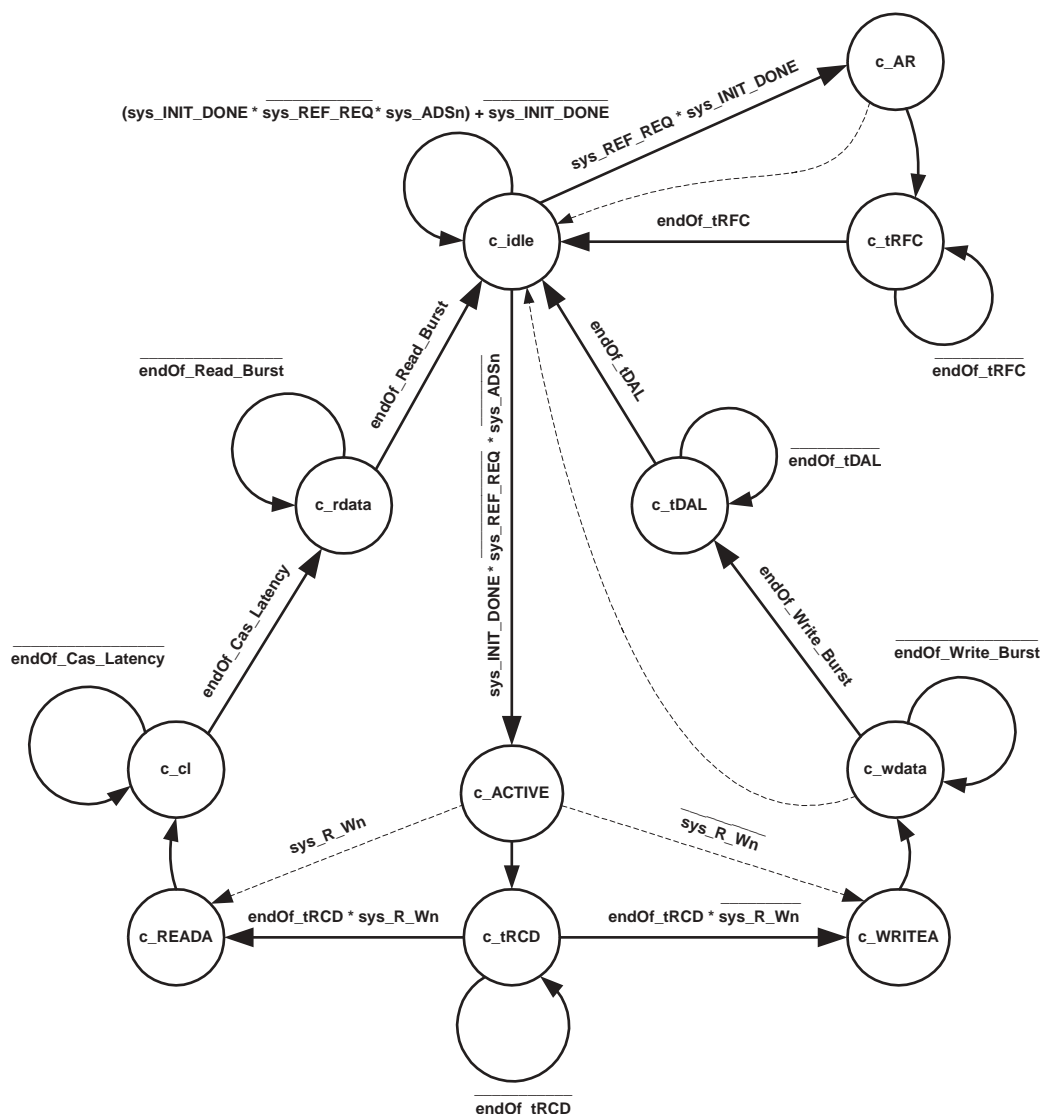 c_AR
sys_REF_REQ * sys_INIT_DONE
(sys_INIT_DONE * sys_REF_REQ * sys_ADSn) + sys_INIT_DONE
c_idle
endOf_tRFC
c_tRFC
endOf_tRFC
endOf_Read_Burst
endOf_Read_Burst
endOf_tDAL
endOf_tDAL
sys_INIT_DONE * sys_REF_REQ * sys_ADSn
c_rdata
c_tDAL
endOf_Cas_Latency
endOf_Cas_Latency
endOf_Write_Burst
endOf_Write_Burst
c_cl
c_ACTIVE
c_wdata
sys_R_Wn
sys_R_Wn
c_READA
endOf_tRCD * sys_R_Wn
c_tRCD
endOf_tRCD * sys_R_Wn
c_WRITEA
endOf_tRCD